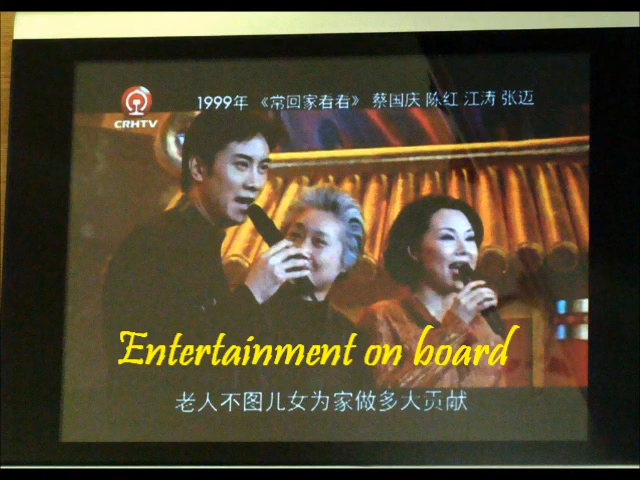 1999年 《常回家看看》 蔡国庆 陈红 江涛 张迈
CRHTV
Entertainment on board
老人不图儿女为家做多大贡献